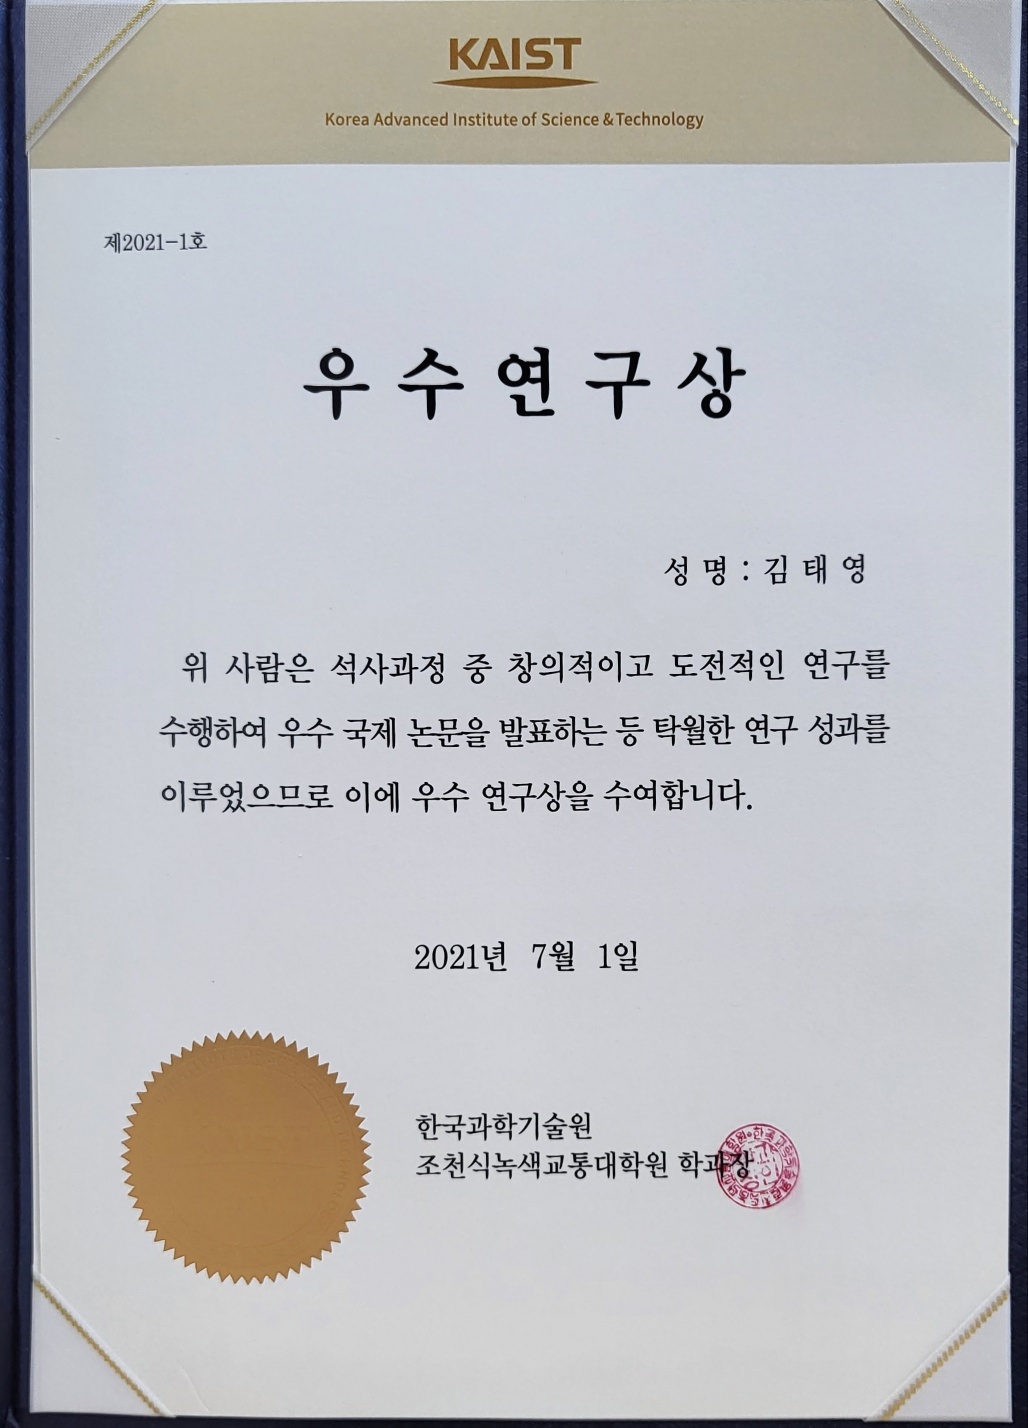 KAIST
Korea Advanced Institute of Science & Technology
제2021-1호
우수연구상
성 명 : 김 태 영
위 사람은 석사과정 중 창의적이고 도전적인 연구를
수행하여 우수 국제 논문을 발표하는 등 탁월한 연구 성과를
이루었으므로 이에 우수 연구상을 수여합니다.
2021년 7월 1일
한국과학기술원
조천식녹색교통대학원 학과장